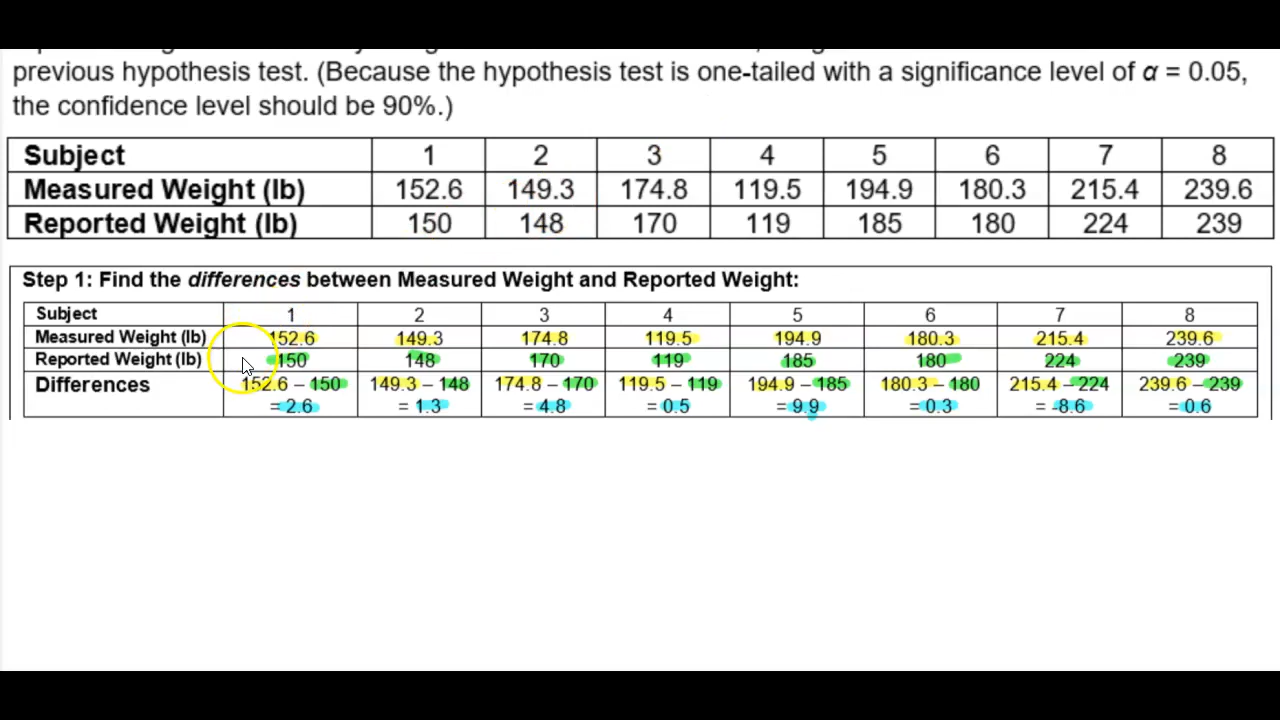 previous hypothesis test. (Because the hypothesis test is one-tailed with a significance level of α = 0.05,
the confidence level should be 90%.)
Subject 1 2 3 4 5 6 7 8
Measured Weight (lb) 152.6 149.3 174.8 119.5 194.9 180.3 215.4 239.6
Reported Weight (lb) 150 148 170 119 185 180 224 239
Step 1: Find the differences between Measured Weight and Reported Weight:
Subject 1 2 3 4 5 6 7 8
Measured Weight (lb) 152.6 149.3 174.8 119.5 194.9 180.3 215.4 239.6
Reported Weight (lb) 150 148 170 119 185 180 224 239
Differences 152.6 – 150 149.3 – 148 174.8 – 170 119.5 – 119 194.9 – 185 180.3 – 180 215.4 – 224 239.6 – 239
= 2.6 = 1.3 = 4.8 = 0.5 = 9.9 = 0.3 = -8.6 = 0.6